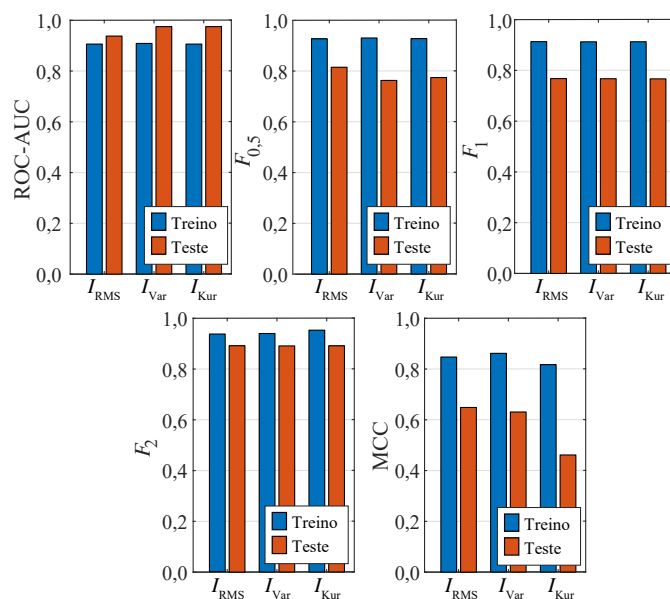 ROC-AUC
1,0
0,8
0,6
0,4
0,2
0,0
Treino
Teste
I_RMS I_Var I_Kur
F_0,5
1,0
0,8
0,6
0,4
0,2
0,0
Treino
Teste
I_RMS I_Var I_Kur
F_1
1,0
0,8
0,6
0,4
0,2
0,0
Treino
Teste
I_RMS I_Var I_Kur
F_2
1,0
0,8
0,6
0,4
0,2
0,0
Treino
Teste
I_RMS I_Var I_Kur
MCC
1,0
0,8
0,6
0,4
0,2
0,0
Treino
Teste
I_RMS I_Var I_Kur